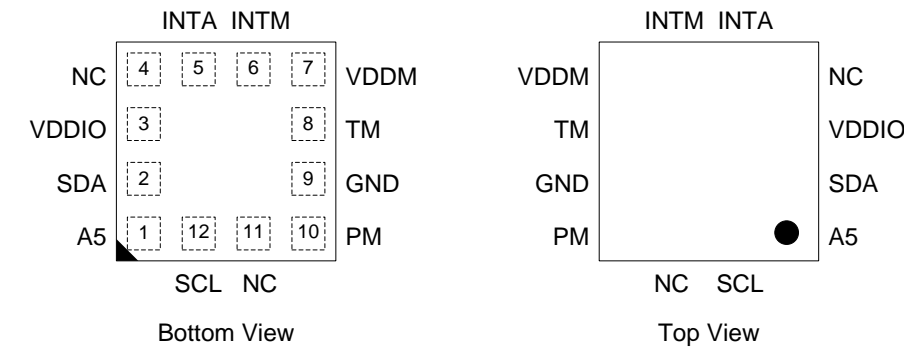 INTA INTM
NC 4 5 6 7 VDDM
VDDIO 3 8 TM
SDA 2 9 GND
A5 1 12 11 10 PM
SCL NC
Bottom View
INTM INTA
VDDM NC
TM VDDIO
GND SDA
PM A5
NC SCL
Top View